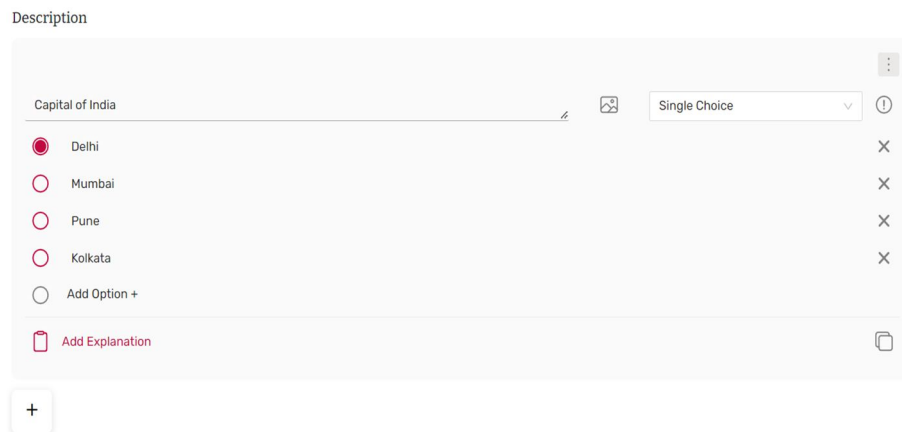 Description
Capital of India
Single Choice
Delhi
Mumbai
Pune
Kolkata
Add Option +
Add Explanation
+